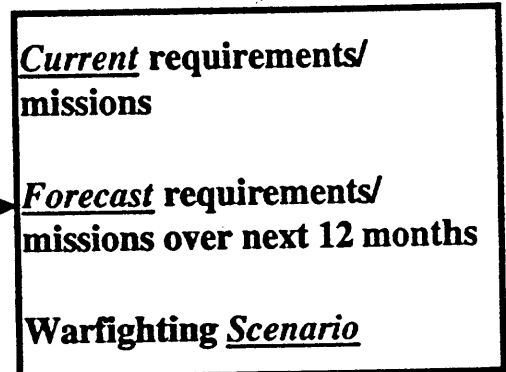 Current requirements/
missions
Forecast requirements/
missions over next 12 months
Warfighting Scenario